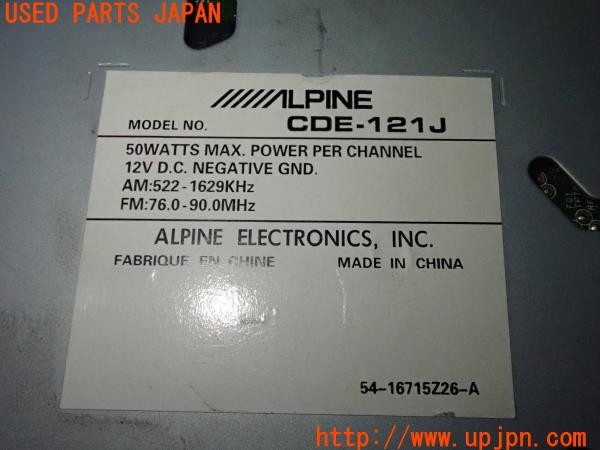 USED PARTS JAPAN
ALPINE
MODEL NO. CDE-121J
50WATTS MAX. POWER PER CHANNEL
12V D.C. NEGATIVE GND.
AM:522-1629KHz
FM:76.0-90.0MHz
ALPINE ELECTRONICS, INC.
FABRIQUE EN CHINE MADE IN CHINA
54-16715Z26-A
http://www.upjpn.com